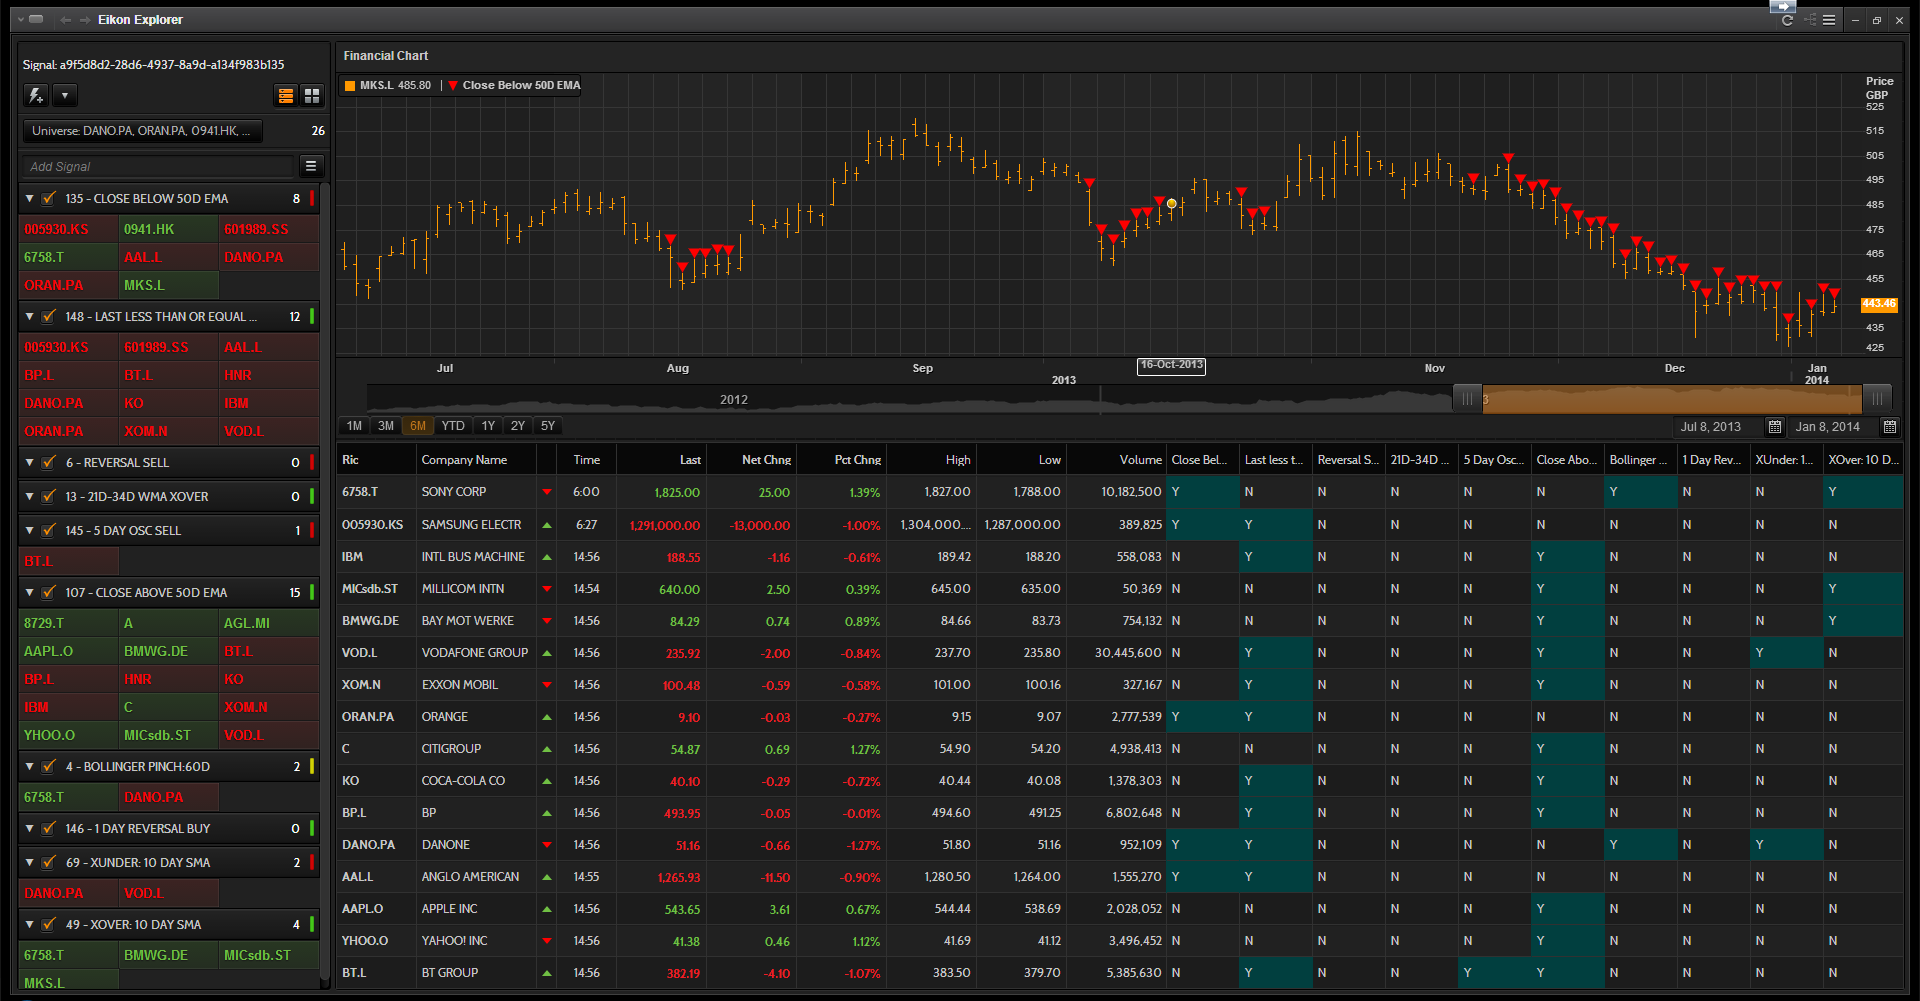 Eikon Explorer
Signal: a9f5d8d2-28d6-4937-8a9d-a134f983b135
Universe: DANO.PA, ORAN.PA, 0941.HK, ... 26
Add Signal
135 - CLOSE BELOW 50D EMA 8
005930.KS 0941.HK 601989.SS
6758.T AAL.L DANO.PA
ORAN.PA MKS.L
148 - LAST LESS THAN OR EQUAL ... 12
005930.KS 601989.SS AAL.L
BP.L BT.L HNR
DANO.PA KO IBM
ORAN.PA XOM.N VOD.L
6 - REVERSAL SELL 0
13 - 21D-34D WMA XOVER 0
145 - 5 DAY OSC SELL 1
BT.L
107 - CLOSE ABOVE 50D EMA 15
8729.T A AGL.MI
AAPL.O BMWG.DE BT.L
BP.L HNR KO
IBM C XOM.N
YHOO.O MICsdb.ST VOD.L
4 - BOLLINGER PINCH:60D 2
6758.T DANO.PA
146 - 1 DAY REVERSAL BUY 0
69 - XUNDER: 10 DAY SMA 2
DANO.PA VOD.L
49 - XOVER: 10 DAY SMA 4
6758.T BMWG.DE MICsdb.ST
MKS.L
Financial Chart
MKS.L 485.80 | Close Below 50D EMA
Price
GBP
525
515
505
495
485
475
465
455
443.46
435
425
Jul Aug Sep 16-Oct-2013 Nov Dec Jan
2013 2014
2012 3
1M 3M 6M YTD 1Y 2Y 5Y Jul 8, 2013 Jan 8, 2014
Ric Company Name Time Last Net Chng Pct Chng High Low Volume Close Bel... Last less t... Reversal S... 21D-34D ... 5 Day Osc... Close Abo... Bollinger ... 1 Day Rev... XUnder: 1... XOver: 10 D...
6758.T SONY CORP 6:00 1,825.00 25.00 1.39% 1,827.00 1,788.00 10,182,500 Y N N N N N Y N N Y
005930.KS SAMSUNG ELECTR 6:27 1,291,000.00 -13,000.00 -1.00% 1,304,000.... 1,287,000.00 389,825 Y Y N N N N N N N N
IBM INTL BUS MACHINE 14:56 188.55 -1.16 -0.61% 189.42 188.20 558,083 N Y N N N Y N N N N
MICsdb.ST MILLICOM INTN 14:54 640.00 2.50 0.39% 645.00 635.00 50,369 N N N N N Y N N N Y
BMWG.DE BAY MOT WERKE 14:56 84.29 0.74 0.89% 84.66 83.73 754,132 N N N N N Y N N N Y
VOD.L VODAFONE GROUP 14:56 235.92 -2.00 -0.84% 237.70 235.80 30,445,600 N Y N N N Y N N Y N
XOM.N EXXON MOBIL 14:56 100.48 -0.59 -0.58% 101.00 100.16 327,167 N Y N N N Y N N N N
ORAN.PA ORANGE 14:56 9.10 -0.03 -0.27% 9.15 9.07 2,777,539 Y Y N N N N N N N N
C CITIGROUP 14:56 54.87 0.69 1.27% 54.90 54.20 4,938,413 N N N N N Y N N N N
KO COCA-COLA CO 14:56 40.10 -0.29 -0.72% 40.44 40.08 1,378,303 N Y N N N Y N N N N
BP.L BP 14:56 493.95 -0.05 -0.01% 494.60 491.25 6,802,648 N Y N N N Y N N N N
DANO.PA DANONE 14:56 51.16 -0.66 -1.27% 51.80 51.16 952,109 Y Y N N N N Y N Y N
AAL.L ANGLO AMERICAN 14:55 1,265.93 -11.50 -0.90% 1,280.50 1,264.00 1,555,270 Y Y N N N N N N N N
AAPL.O APPLE INC 14:56 543.65 3.61 0.67% 544.44 538.69 2,028,052 N N N N N Y N N N N
YHOO.O YAHOO! INC 14:56 41.38 0.46 1.12% 41.69 41.12 3,496,452 N N N N N Y N N N N
BT.L BT GROUP 14:56 382.19 -4.10 -1.07% 383.50 379.70 5,385,630 N Y N N Y Y N N N N